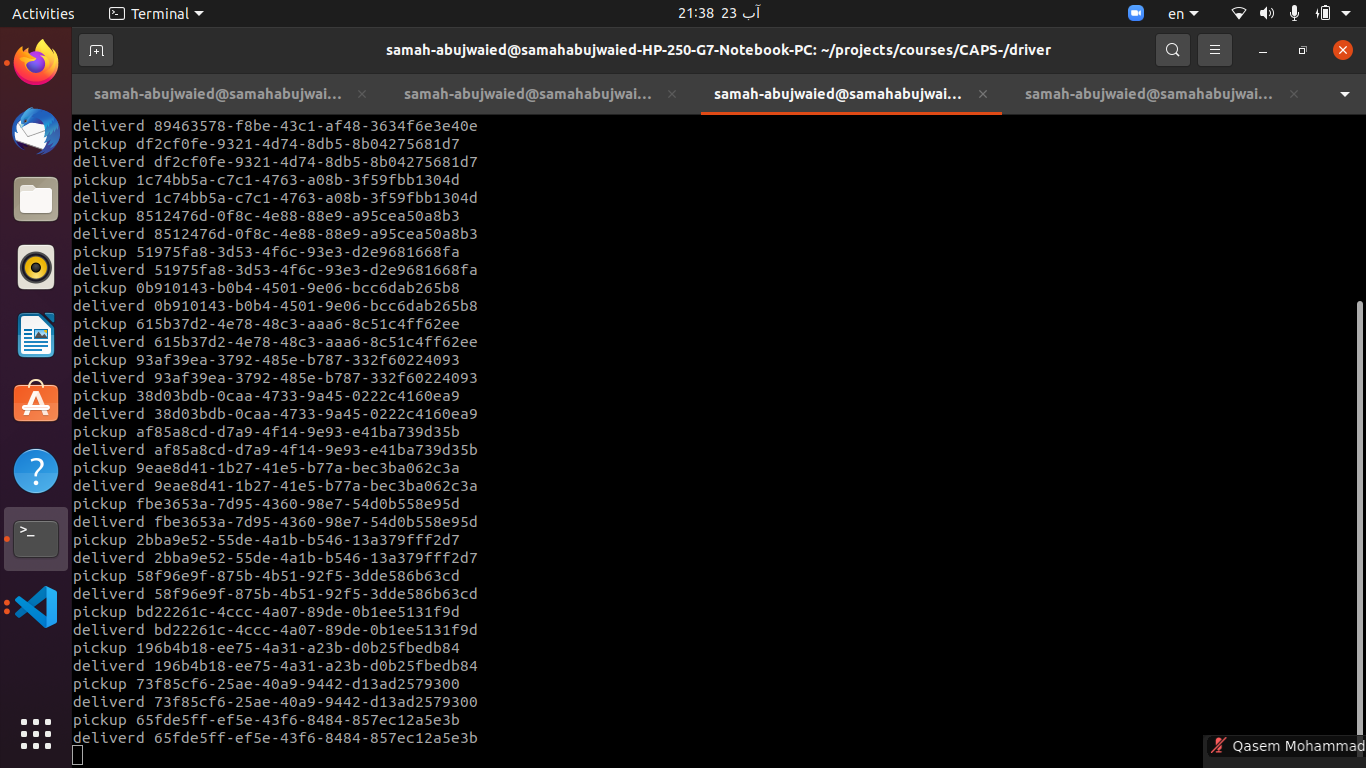 Activities
Terminal
21:38 23 آب
en
samah-abujwaied@samahabujwaied-HP-250-G7-Notebook-PC: ~/projects/courses/CAPS-/driver
samah-abujwaied@samahabujwai...
samah-abujwaied@samahabujwai...
samah-abujwaied@samahabujwai...
samah-abujwaied@samahabujwai...
deliverd 89463578-f8be-43c1-af48-3634f6e3e40e
pickup df2cf0fe-9321-4d74-8db5-8b04275681d7
deliverd df2cf0fe-9321-4d74-8db5-8b04275681d7
pickup 1c74bb5a-c7c1-4763-a08b-3f59fbb1304d
deliverd 1c74bb5a-c7c1-4763-a08b-3f59fbb1304d
pickup 8512476d-0f8c-4e88-88e9-a95cea50a8b3
deliverd 8512476d-0f8c-4e88-88e9-a95cea50a8b3
pickup 51975fa8-3d53-4f6c-93e3-d2e9681668fa
deliverd 51975fa8-3d53-4f6c-93e3-d2e9681668fa
pickup 0b910143-b0b4-4501-9e06-bcc6dab265b8
deliverd 0b910143-b0b4-4501-9e06-bcc6dab265b8
pickup 615b37d2-4e78-48c3-aaa6-8c51c4ff62ee
deliverd 615b37d2-4e78-48c3-aaa6-8c51c4ff62ee
pickup 93af39ea-3792-485e-b787-332f60224093
deliverd 93af39ea-3792-485e-b787-332f60224093
pickup 38d03bdb-0caa-4733-9a45-0222c4160ea9
deliverd 38d03bdb-0caa-4733-9a45-0222c4160ea9
pickup af85a8cd-d7a9-4f14-9e93-e41ba739d35b
deliverd af85a8cd-d7a9-4f14-9e93-e41ba739d35b
pickup 9eae8d41-1b27-41e5-b77a-bec3ba062c3a
deliverd 9eae8d41-1b27-41e5-b77a-bec3ba062c3a
pickup fbe3653a-7d95-4360-98e7-54d0b558e95d
deliverd fbe3653a-7d95-4360-98e7-54d0b558e95d
pickup 2bba9e52-55de-4a1b-b546-13a379fff2d7
deliverd 2bba9e52-55de-4a1b-b546-13a379fff2d7
pickup 58f96e9f-875b-4b51-92f5-3dde586b63cd
deliverd 58f96e9f-875b-4b51-92f5-3dde586b63cd
pickup bd22261c-4ccc-4a07-89de-0b1ee5131f9d
deliverd bd22261c-4ccc-4a07-89de-0b1ee5131f9d
pickup 196b4b18-ee75-4a31-a23b-d0b25fbedb84
deliverd 196b4b18-ee75-4a31-a23b-d0b25fbedb84
pickup 73f85cf6-25ae-40a9-9442-d13ad2579300
deliverd 73f85cf6-25ae-40a9-9442-d13ad2579300
pickup 65fde5ff-ef5e-43f6-8484-857ec12a5e3b
deliverd 65fde5ff-ef5e-43f6-8484-857ec12a5e3b
Qasem Mohammad